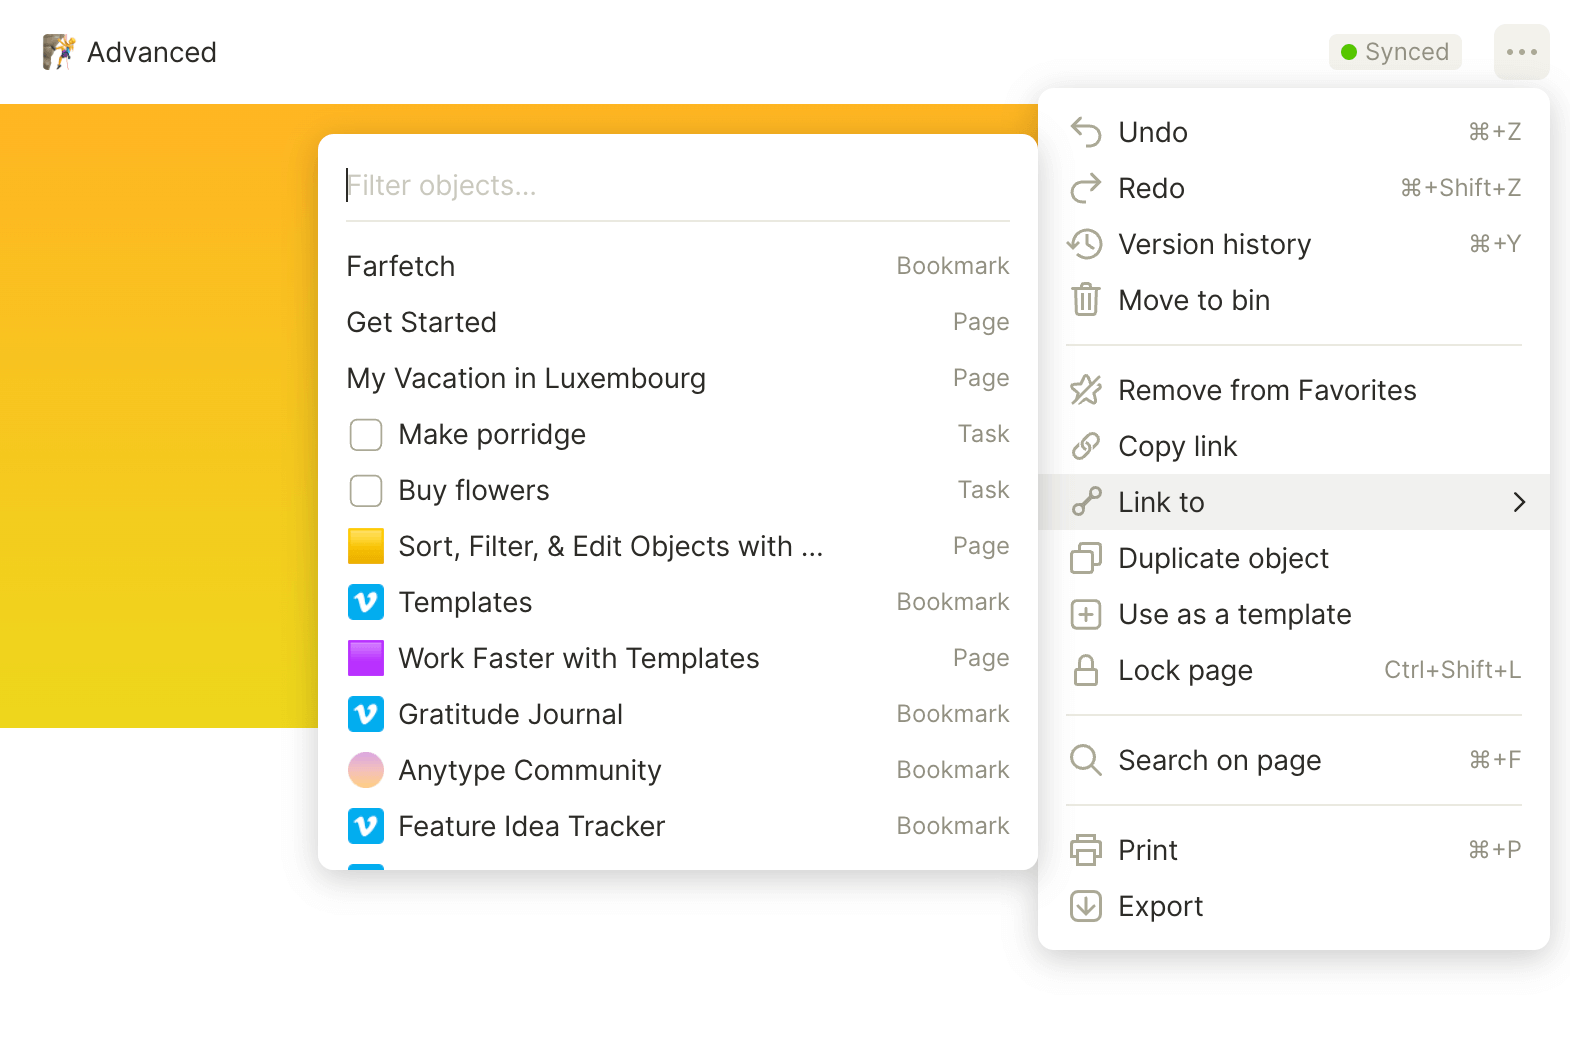 Advanced
Synced
Filter objects...
Farfetch Bookmark
Get Started Page
My Vacation in Luxembourg Page
Make porridge Task
Buy flowers Task
Sort, Filter, & Edit Objects with ... Page
Templates Bookmark
Work Faster with Templates Page
Gratitude Journal Bookmark
Anytype Community Bookmark
Feature Idea Tracker Bookmark
Undo ⌘+Z
Redo ⌘+Shift+Z
Version history ⌘+Y
Move to bin
Remove from Favorites
Copy link
Link to
Duplicate object
Use as a template
Lock page Ctrl+Shift+L
Search on page ⌘+F
Print ⌘+P
Export